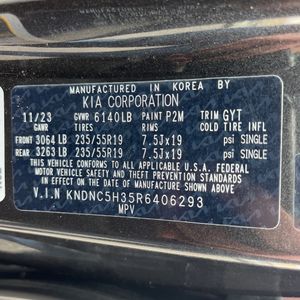 MANUFACTURED IN KOREA BY
KIA CORPORATION
11/23 GVWR 6140LB PAINT P2M TRIM GYT
GAWR TIRES RIMS COLD TIRE INFL
FRONT 3064 LB 235/55R19 7.5Jx19 psi SINGLE
REAR 3263 LB 235/55R19 7.5Jx19 psi SINGLE
THIS VEHICLE CONFORMS TO ALL APPLICABLE U.S.A. FEDERAL
MOTOR VEHICLE SAFETY STANDARDS IN EFFECT ON THE
DATE OF MANUFACTURE SHOWN ABOVE.
V.I.N KNDNC5H35R6406293
MPV